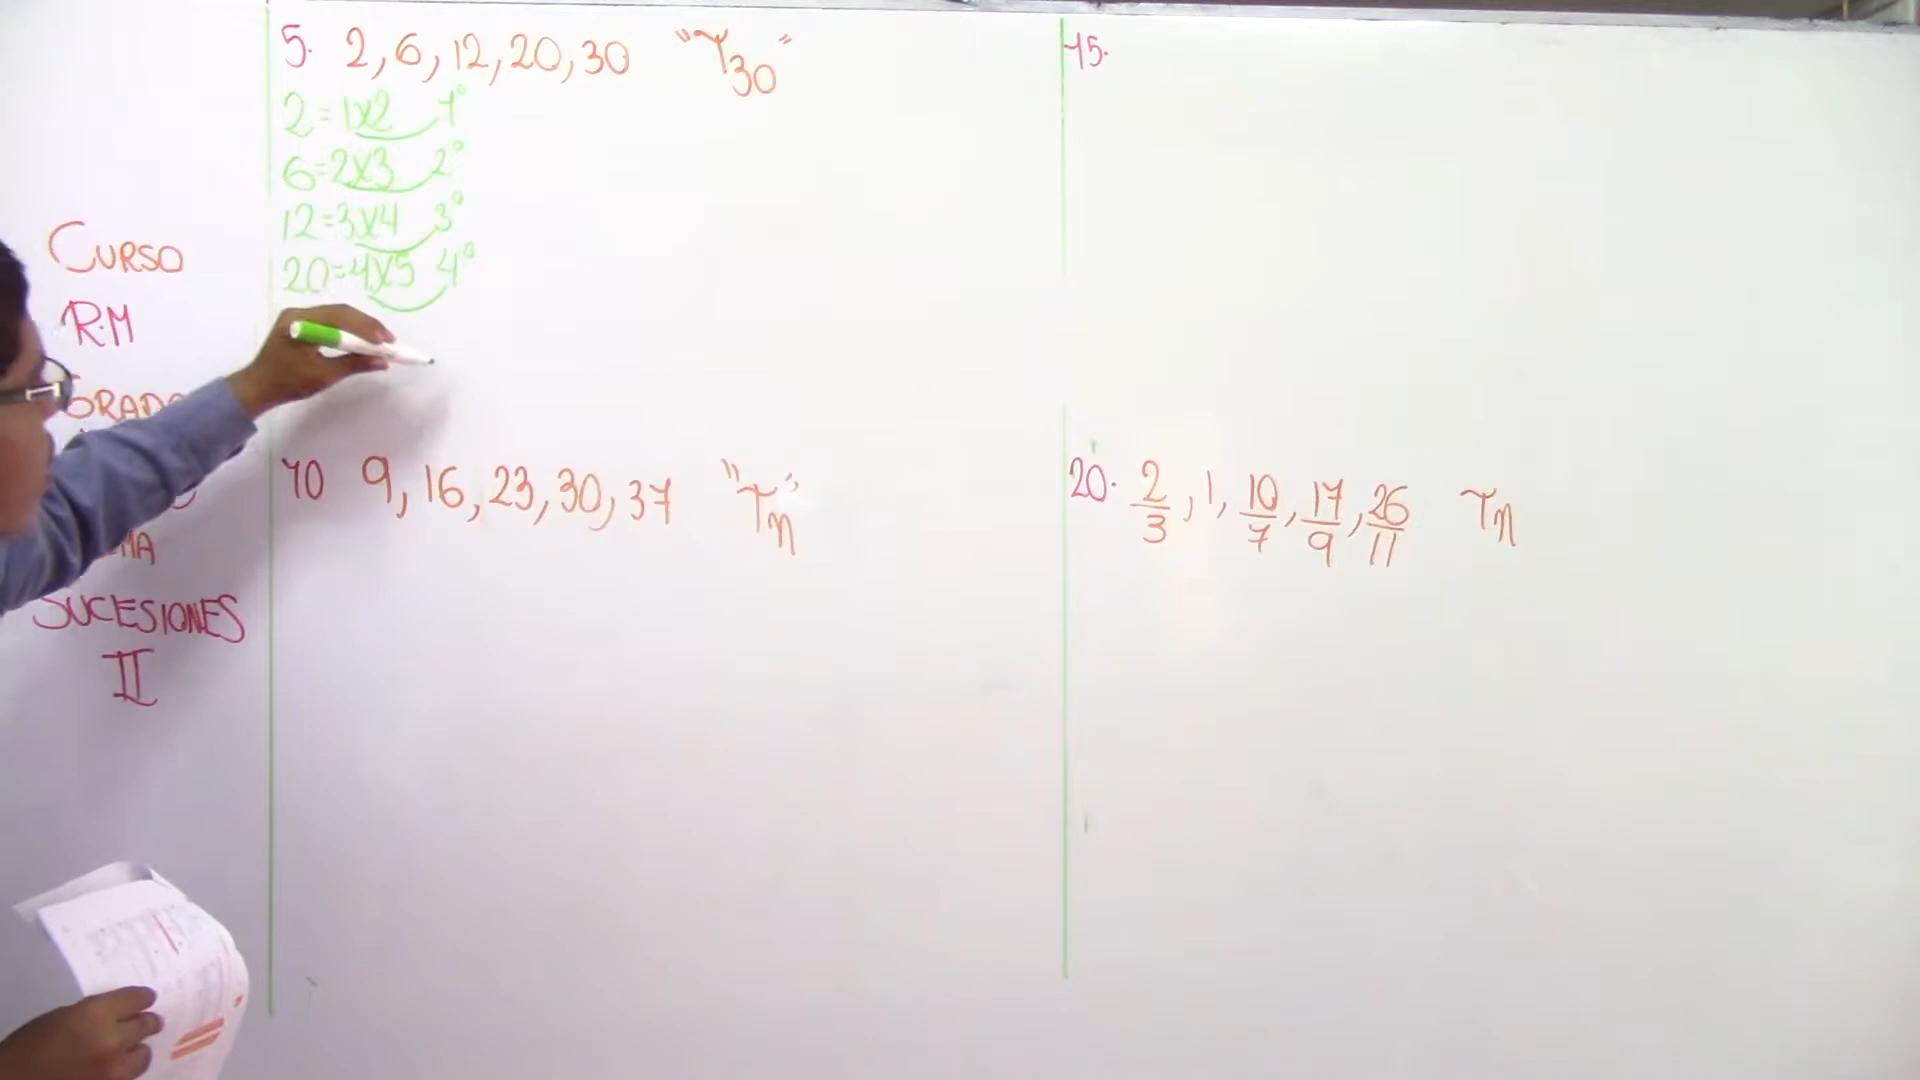 CURSO
R.M
SUCESIONES
II
5. 2, 6, 12, 20, 30 "T30"
2=1x2 1°
6=2x3 2°
12=3x4 3°
20=4x5 4°
10 9, 16, 23, 30, 37 "Tn"
15.
20. 2/3, 1, 10/7, 17/9, 26/11 Tn